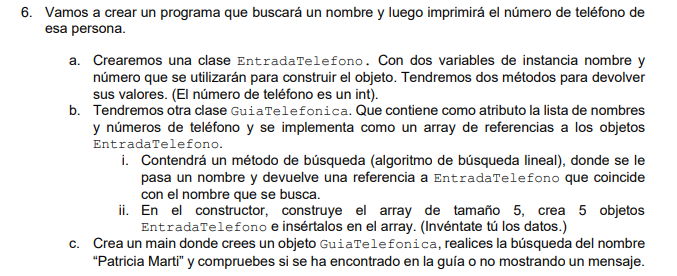 6. Vamos a crear un programa que buscará un nombre y luego imprimirá el número de teléfono de
esa persona.
a. Crearemos una clase EntradaTelefono. Con dos variables de instancia nombre y
número que se utilizarán para construir el objeto. Tendremos dos métodos para devolver
sus valores. (El número de teléfono es un int).
b. Tendremos otra clase GuiaTelefonica. Que contiene como atributo la lista de nombres
y números de teléfono y se implementa como un array de referencias a los objetos
EntradaTelefono.
i. Contendrá un método de búsqueda (algoritmo de búsqueda lineal), donde se le
pasa un nombre y devuelve una referencia a EntradaTelefono que coincide
con el nombre que se busca.
ii. En el constructor, construye el array de tamaño 5, crea 5 objetos
EntradaTelefono e insértalos en el array. (Invéntate tú los datos.)
c. Crea un main donde crees un objeto GuiaTelefonica, realices la búsqueda del nombre
“Patricia Marti” y compruebes si se ha encontrado en la guía o no mostrando un mensaje.